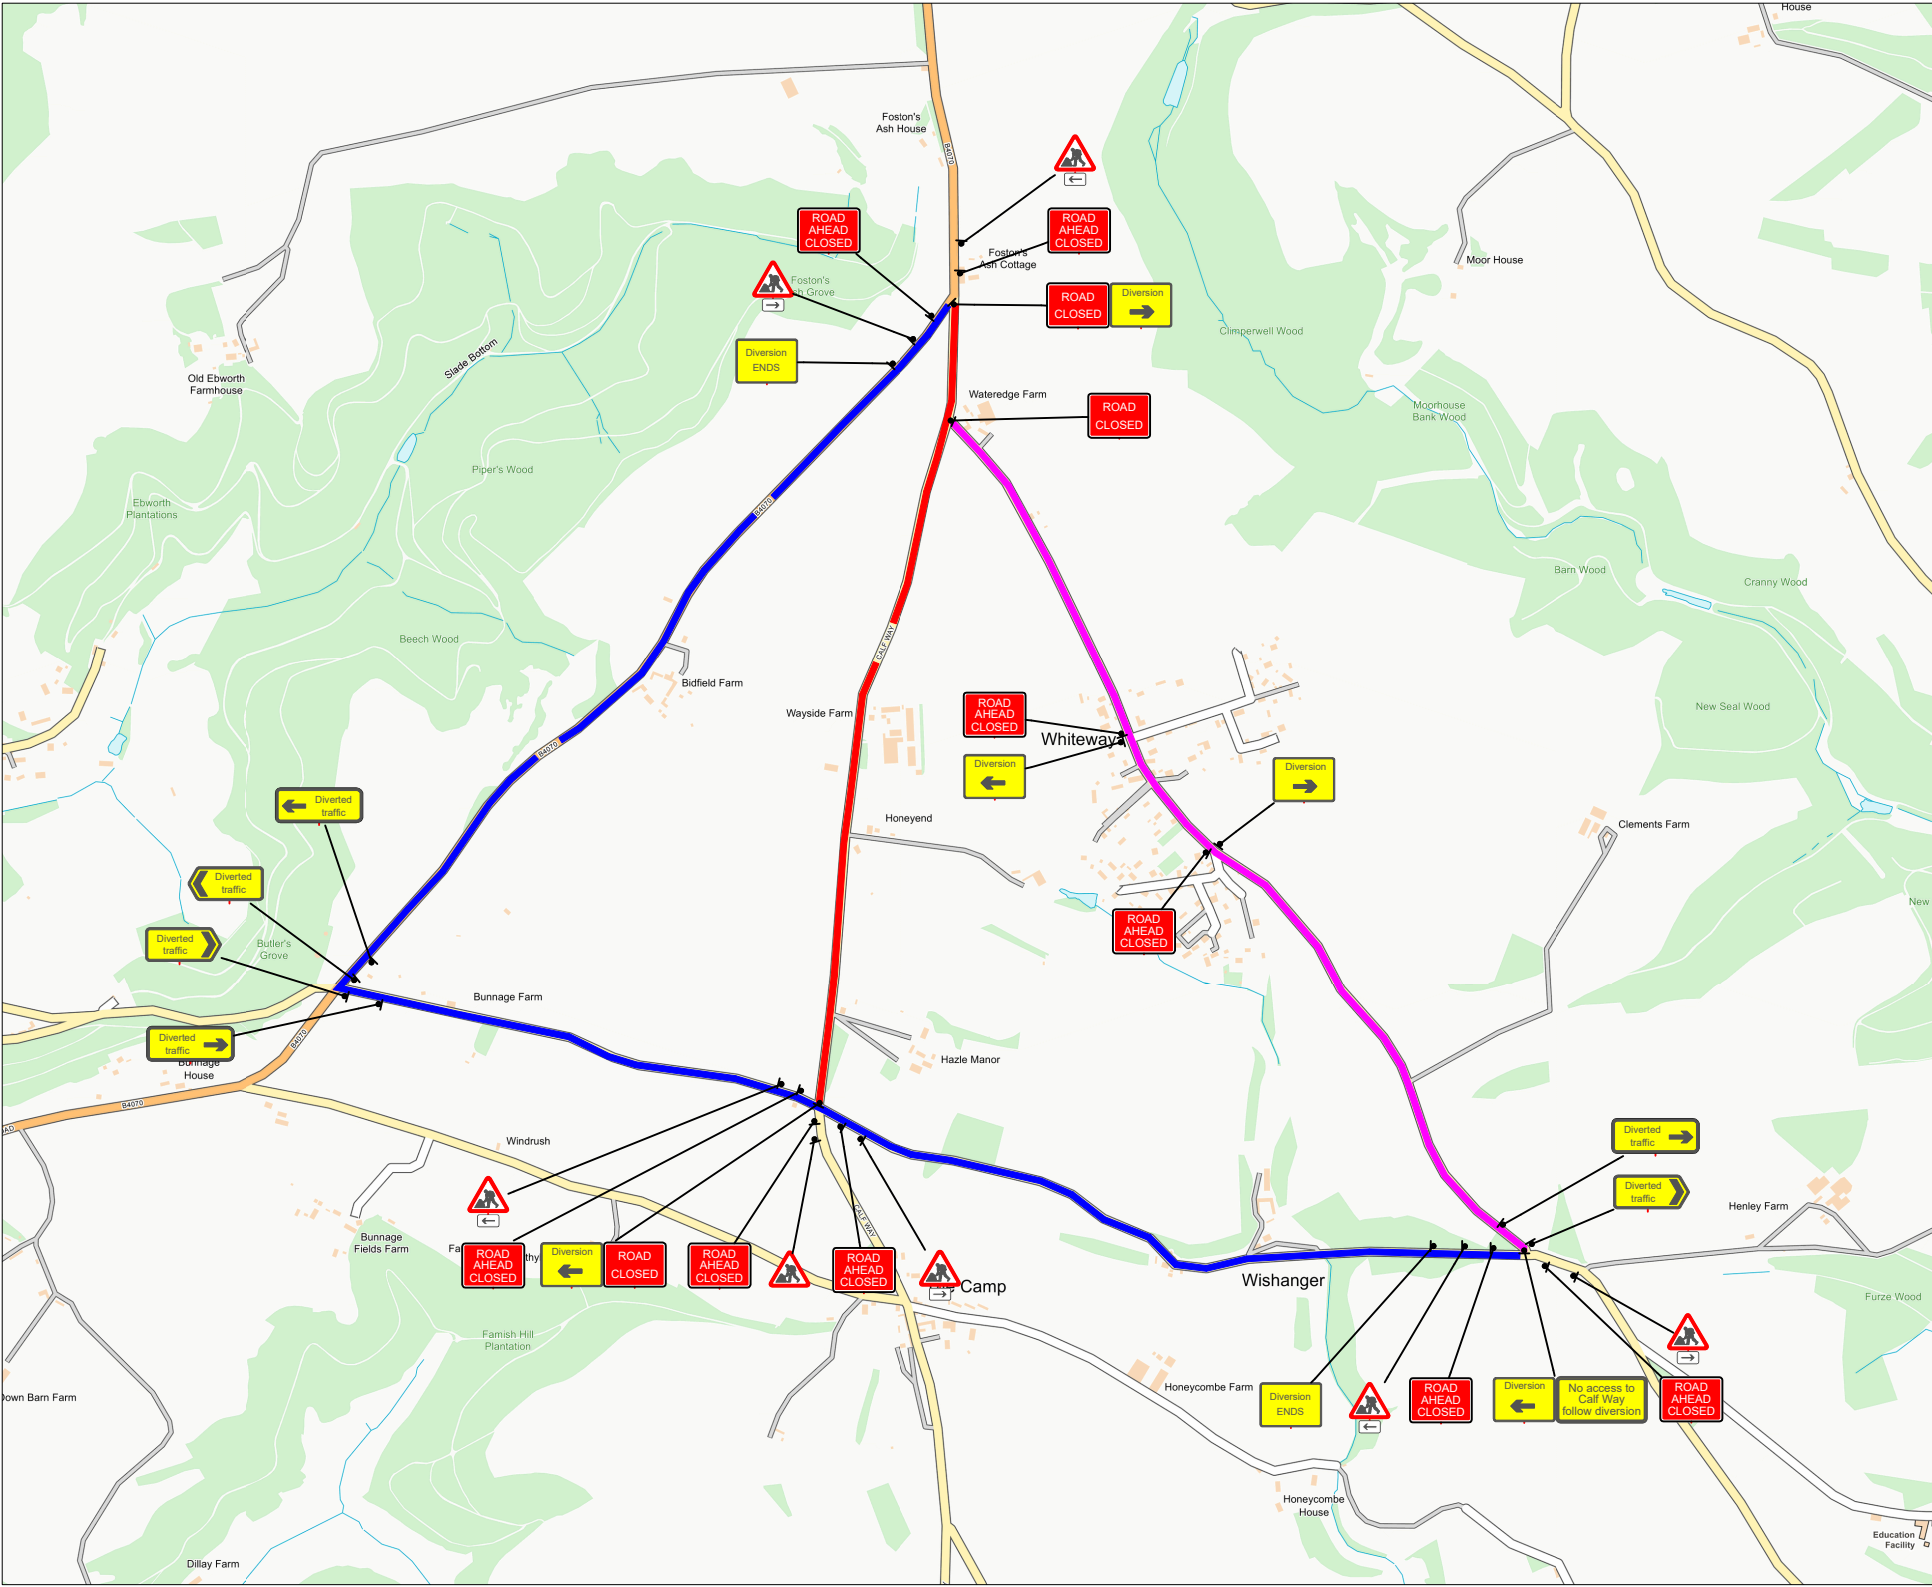 House
Foston's
Ash House
B4070
ROAD
AHEAD
CLOSED
ROAD
AHEAD
CLOSED
Foston's
Ash Cottage
Moor House
Foston's
sh Grove
ROAD
CLOSED
Diversion
Climperwell Wood
Slade Bottom
Diversion
ENDS
Old Ebworth
Farmhouse
Wateredge Farm
ROAD
CLOSED
Moorhouse
Bank Wood
Piper's Wood
Ebworth
Plantations
B4070
Barn Wood
Cranny Wood
Beech Wood
CALF WAY
Bidfield Farm
Wayside Farm
ROAD
AHEAD
CLOSED
Whiteway
New Seal Wood
B4070
Diversion
Diversion
Diverted
traffic
Honeyend
Clements Farm
Diverted
traffic
New
ROAD
AHEAD
CLOSED
Diverted
traffic
Butler's
Grove
Bunnage Farm
Diverted
traffic
B4070
Bunnage
House
Hazle Manor
B4070
OAD
Windrush
Diverted
traffic
Diverted
traffic
Henley Farm
CALF WAY
Bunnage
Fields Farm
Fa
thyl
ROAD
AHEAD
CLOSED
Diversion
ROAD
CLOSED
ROAD
AHEAD
CLOSED
ROAD
AHEAD
CLOSED
Camp
Wishanger
Furze Wood
Famish Hill
Plantation
Down Barn Farm
Honeycombe Farm
Diversion
ENDS
ROAD
AHEAD
CLOSED
Diversion
No access to
Calf Way
follow diversion
ROAD
AHEAD
CLOSED
Honeycombe
House
Education
Facility
Dillay Farm